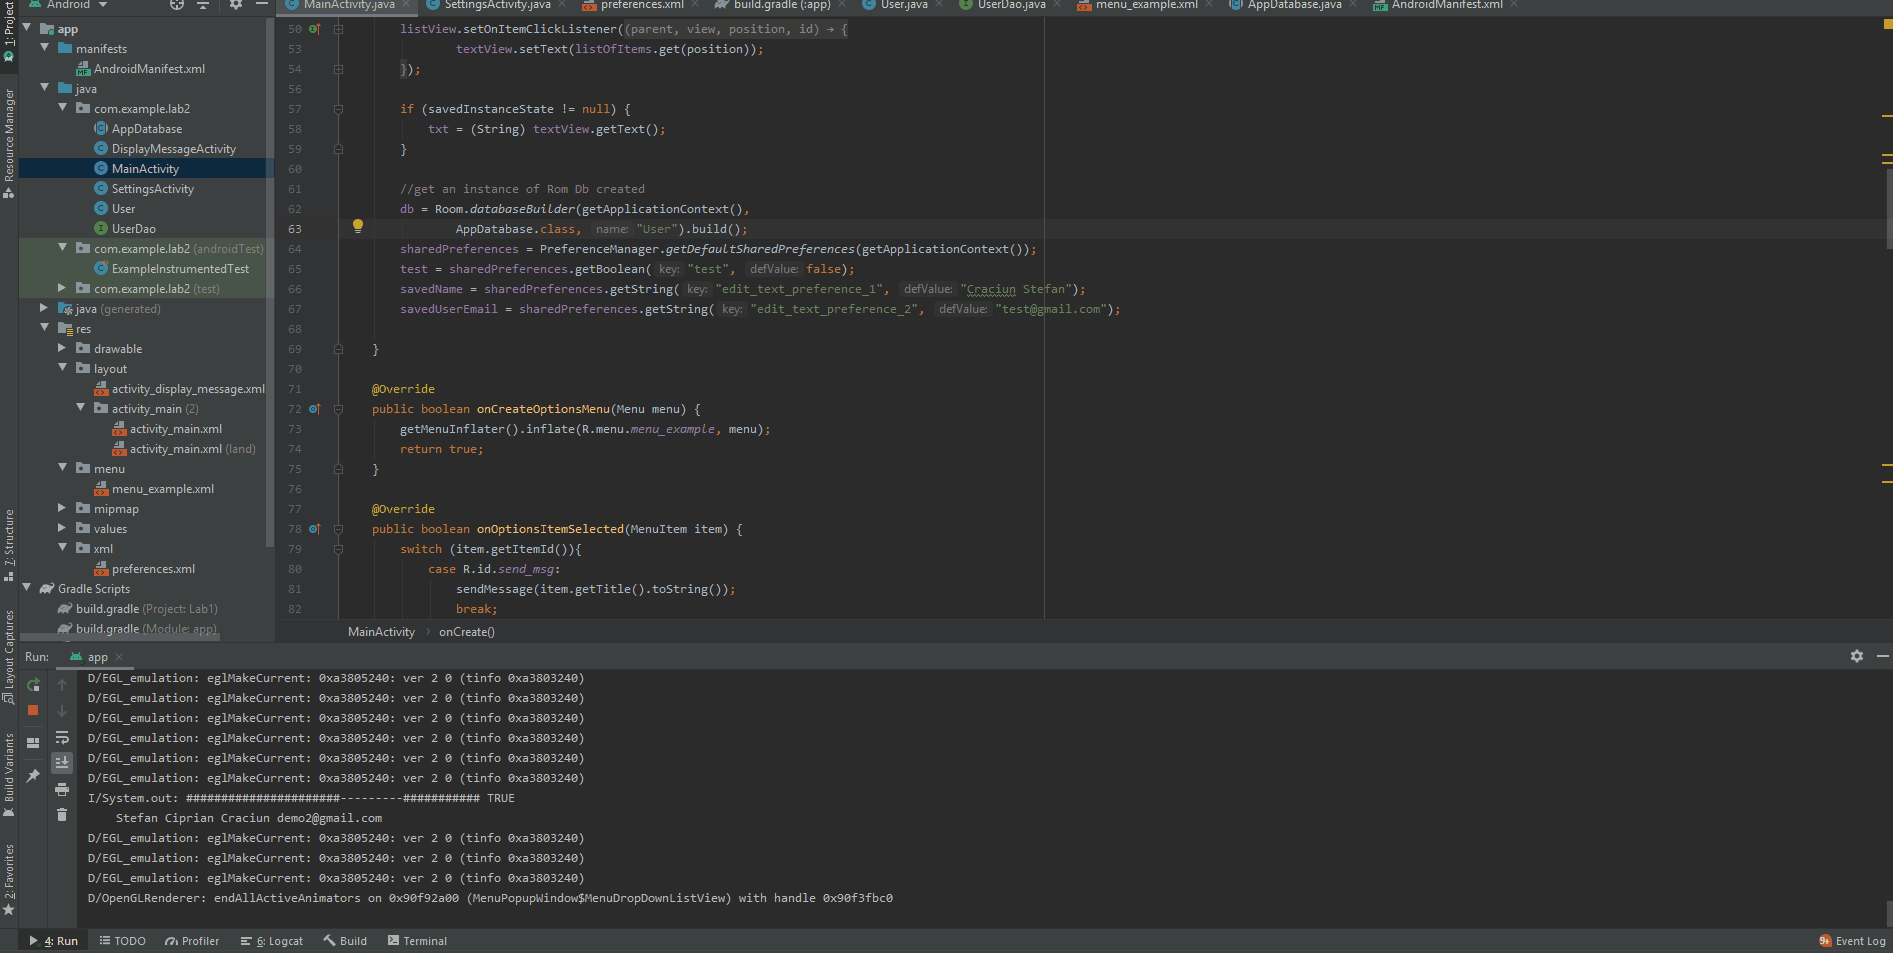 Android
MainActivity.java
SettingsActivity.java
preferences.xml
build.gradle (:app)
User.java
UserDao.java
menu_example.xml
AppDatabase.java
AndroidManifest.xml
1: Project
Resource Manager
7: Structure
Layout Captures
Build Variants
2: Favorites
app
manifests
AndroidManifest.xml
java
com.example.lab2
AppDatabase
DisplayMessageActivity
MainActivity
SettingsActivity
User
UserDao
com.example.lab2 (androidTest)
ExampleInstrumentedTest
com.example.lab2 (test)
java (generated)
res
drawable
layout
activity_display_message.xml
activity_main (2)
activity_main.xml
activity_main.xml (land)
menu
menu_example.xml
mipmap
values
xml
preferences.xml
Gradle Scripts
build.gradle (Project: Lab1)
build.gradle (Module: app)
50 listView.setOnItemClickListener((parent, view, position, id) → {
53 textView.setText(listOfItems.get(position));
54 });
56
57 if (savedInstanceState != null) {
58 txt = (String) textView.getText();
59 }
60
61 //get an instance of Rom Db created
62 db = Room.databaseBuilder(getApplicationContext(),
63 AppDatabase.class, name: "User").build();
64 sharedPreferences = PreferenceManager.getDefaultSharedPreferences(getApplicationContext());
65 test = sharedPreferences.getBoolean( key: "test", defValue: false);
66 savedName = sharedPreferences.getString( key: "edit_text_preference_1", defValue: "Craciun Stefan");
67 savedUserEmail = sharedPreferences.getString( key: "edit_text_preference_2", defValue: "test@gmail.com");
68
69 }
70
71 @Override
72 public boolean onCreateOptionsMenu(Menu menu) {
73 getMenuInflater().inflate(R.menu.menu_example, menu);
74 return true;
75 }
76
77 @Override
78 public boolean onOptionsItemSelected(MenuItem item) {
79 switch (item.getItemId()){
80 case R.id.send_msg:
81 sendMessage(item.getTitle().toString());
82 break;
MainActivity › onCreate()
Run: app
D/EGL_emulation: eglMakeCurrent: 0xa3805240: ver 2 0 (tinfo 0xa3803240)
D/EGL_emulation: eglMakeCurrent: 0xa3805240: ver 2 0 (tinfo 0xa3803240)
D/EGL_emulation: eglMakeCurrent: 0xa3805240: ver 2 0 (tinfo 0xa3803240)
D/EGL_emulation: eglMakeCurrent: 0xa3805240: ver 2 0 (tinfo 0xa3803240)
D/EGL_emulation: eglMakeCurrent: 0xa3805240: ver 2 0 (tinfo 0xa3803240)
D/EGL_emulation: eglMakeCurrent: 0xa3805240: ver 2 0 (tinfo 0xa3803240)
I/System.out: ######################---------########### TRUE
Stefan Ciprian Craciun demo2@gmail.com
D/EGL_emulation: eglMakeCurrent: 0xa3805240: ver 2 0 (tinfo 0xa3803240)
D/EGL_emulation: eglMakeCurrent: 0xa3805240: ver 2 0 (tinfo 0xa3803240)
D/EGL_emulation: eglMakeCurrent: 0xa3805240: ver 2 0 (tinfo 0xa3803240)
D/OpenGLRenderer: endAllActiveAnimators on 0x90f92a00 (MenuPopupWindow$MenuDropDownListView) with handle 0x90f3fbc0
4: Run
TODO
Profiler
6: Logcat
Build
Terminal
9+ Event Log